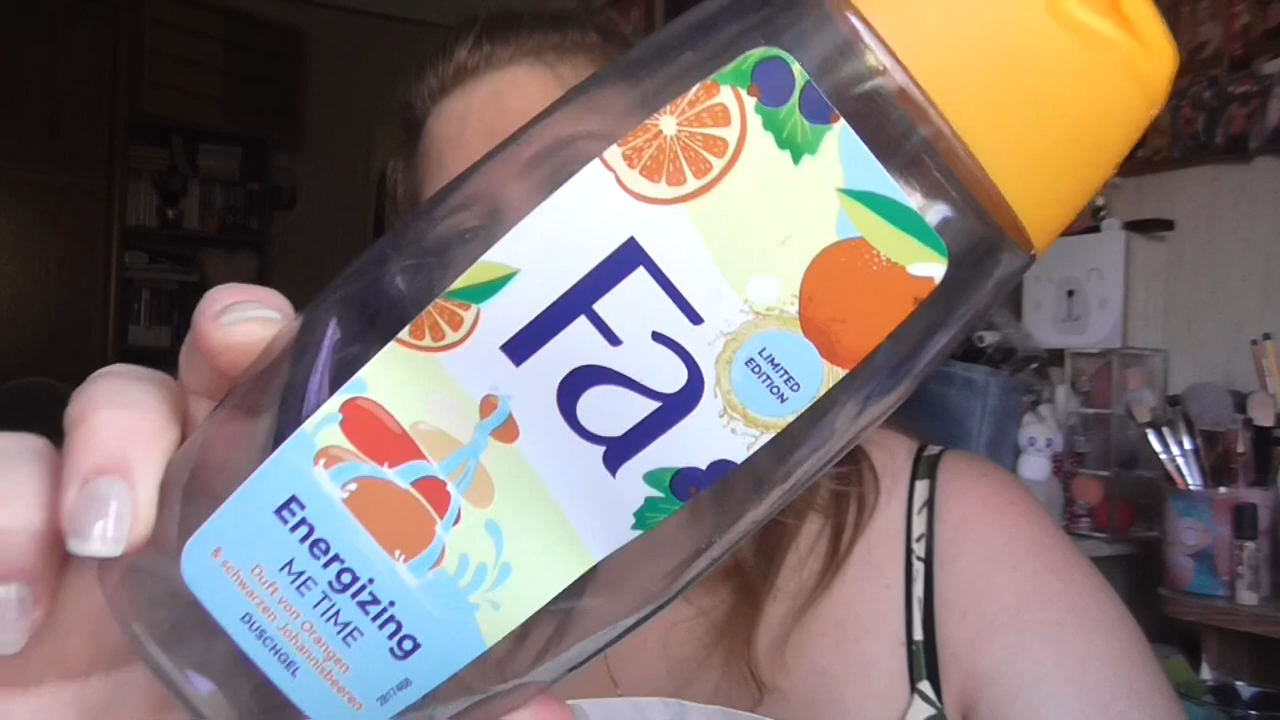 Fa
LIMITED
EDITION
Energizing
ME TIME
Duft von Orangen
& schwarzen Johannisbeeren
DUSCHGEL